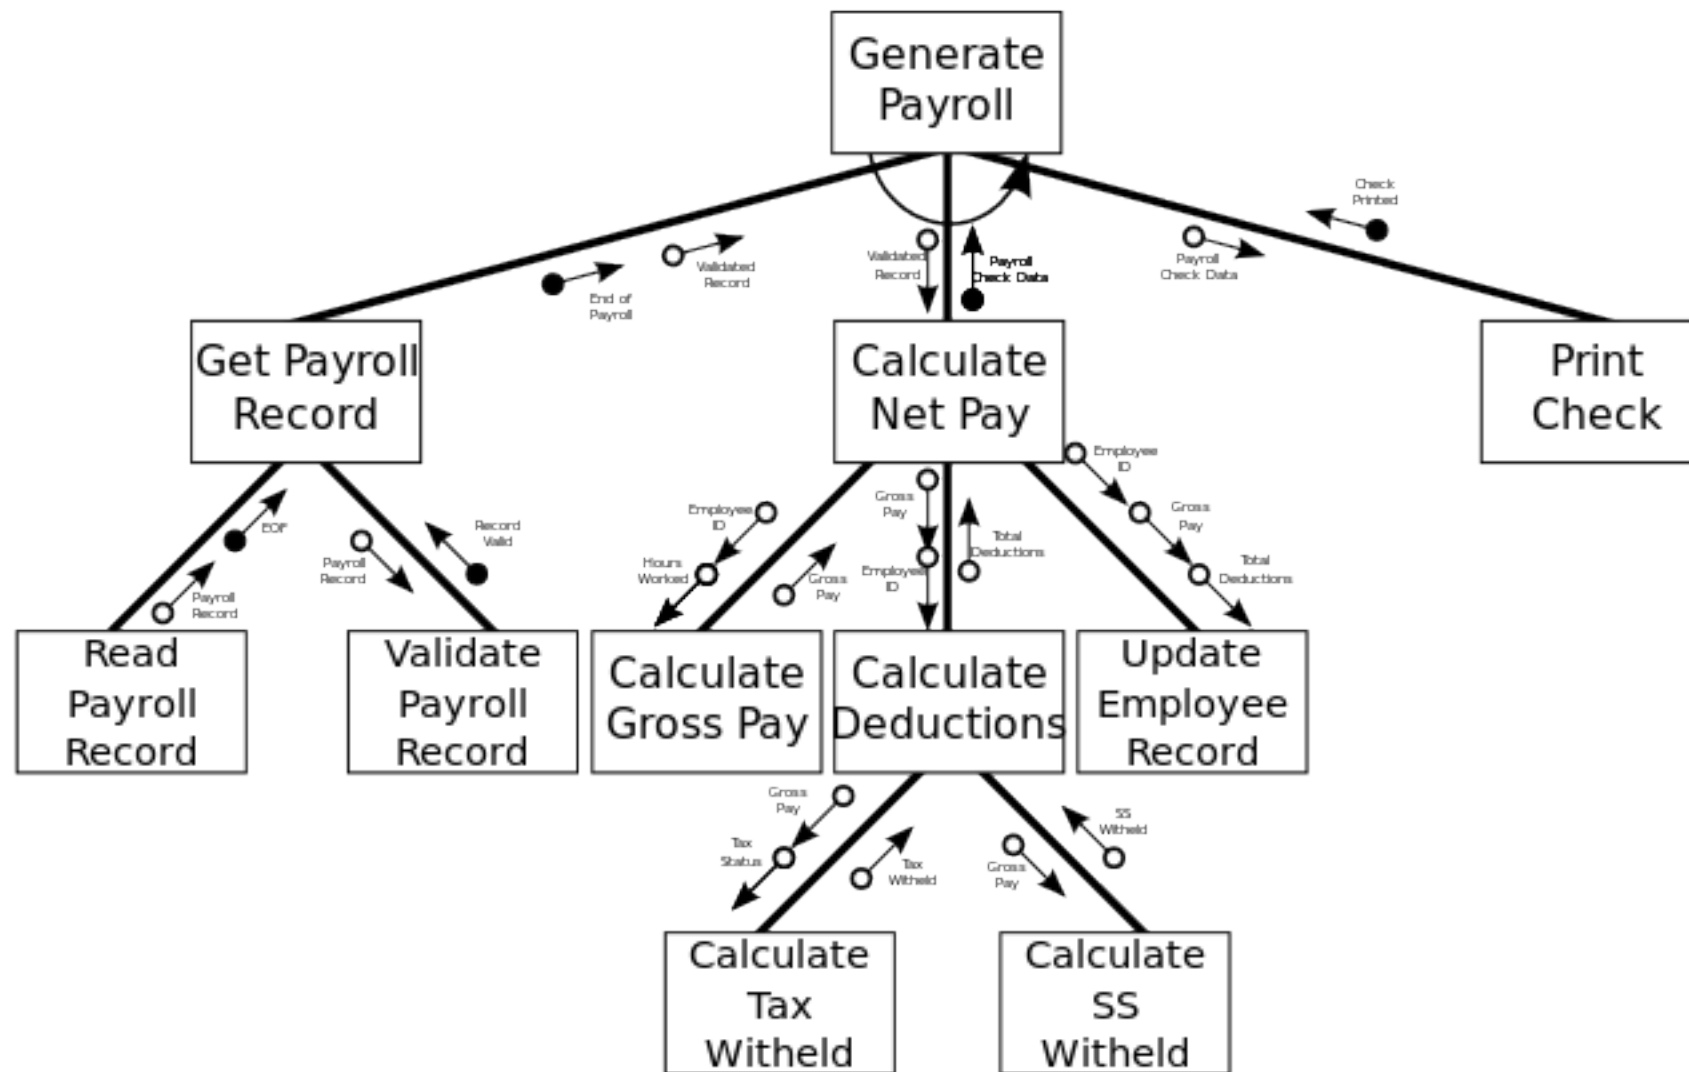 Generate
Payroll
Check
Printed
Validated
Record
Payroll
Check Data
Payroll
Check Data
Validated
Record
End of
Payroll
Get Payroll
Record
Calculate
Net Pay
Print
Check
Employee
ID
Gross
Pay
Employee
ID
Gross
Pay
Record
Valid
EOF
Total
Deductions
Payroll
Record
Hours
Worked
Gross
Pay
Employee
ID
Total
Deductions
Payroll
Record
Read
Payroll
Record
Validate
Payroll
Record
Calculate
Gross Pay
Calculate
Deductions
Update
Employee
Record
Gross
Pay
SS
Witheld
Tax
Status
Tax
Witheld
Gross
Pay
Calculate
Tax
Witheld
Calculate
SS
Witheld